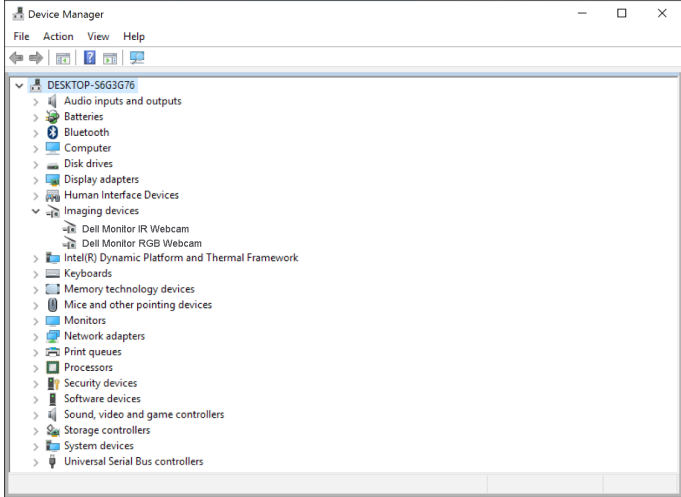 Device Manager
File Action View Help
DESKTOP-S6G3G76
Audio inputs and outputs
Batteries
Bluetooth
Computer
Disk drives
Display adapters
Human Interface Devices
Imaging devices
Dell Monitor IR Webcam
Dell Monitor RGB Webcam
Intel(R) Dynamic Platform and Thermal Framework
Keyboards
Memory technology devices
Mice and other pointing devices
Monitors
Network adapters
Print queues
Processors
Security devices
Software devices
Sound, video and game controllers
Storage controllers
System devices
Universal Serial Bus controllers